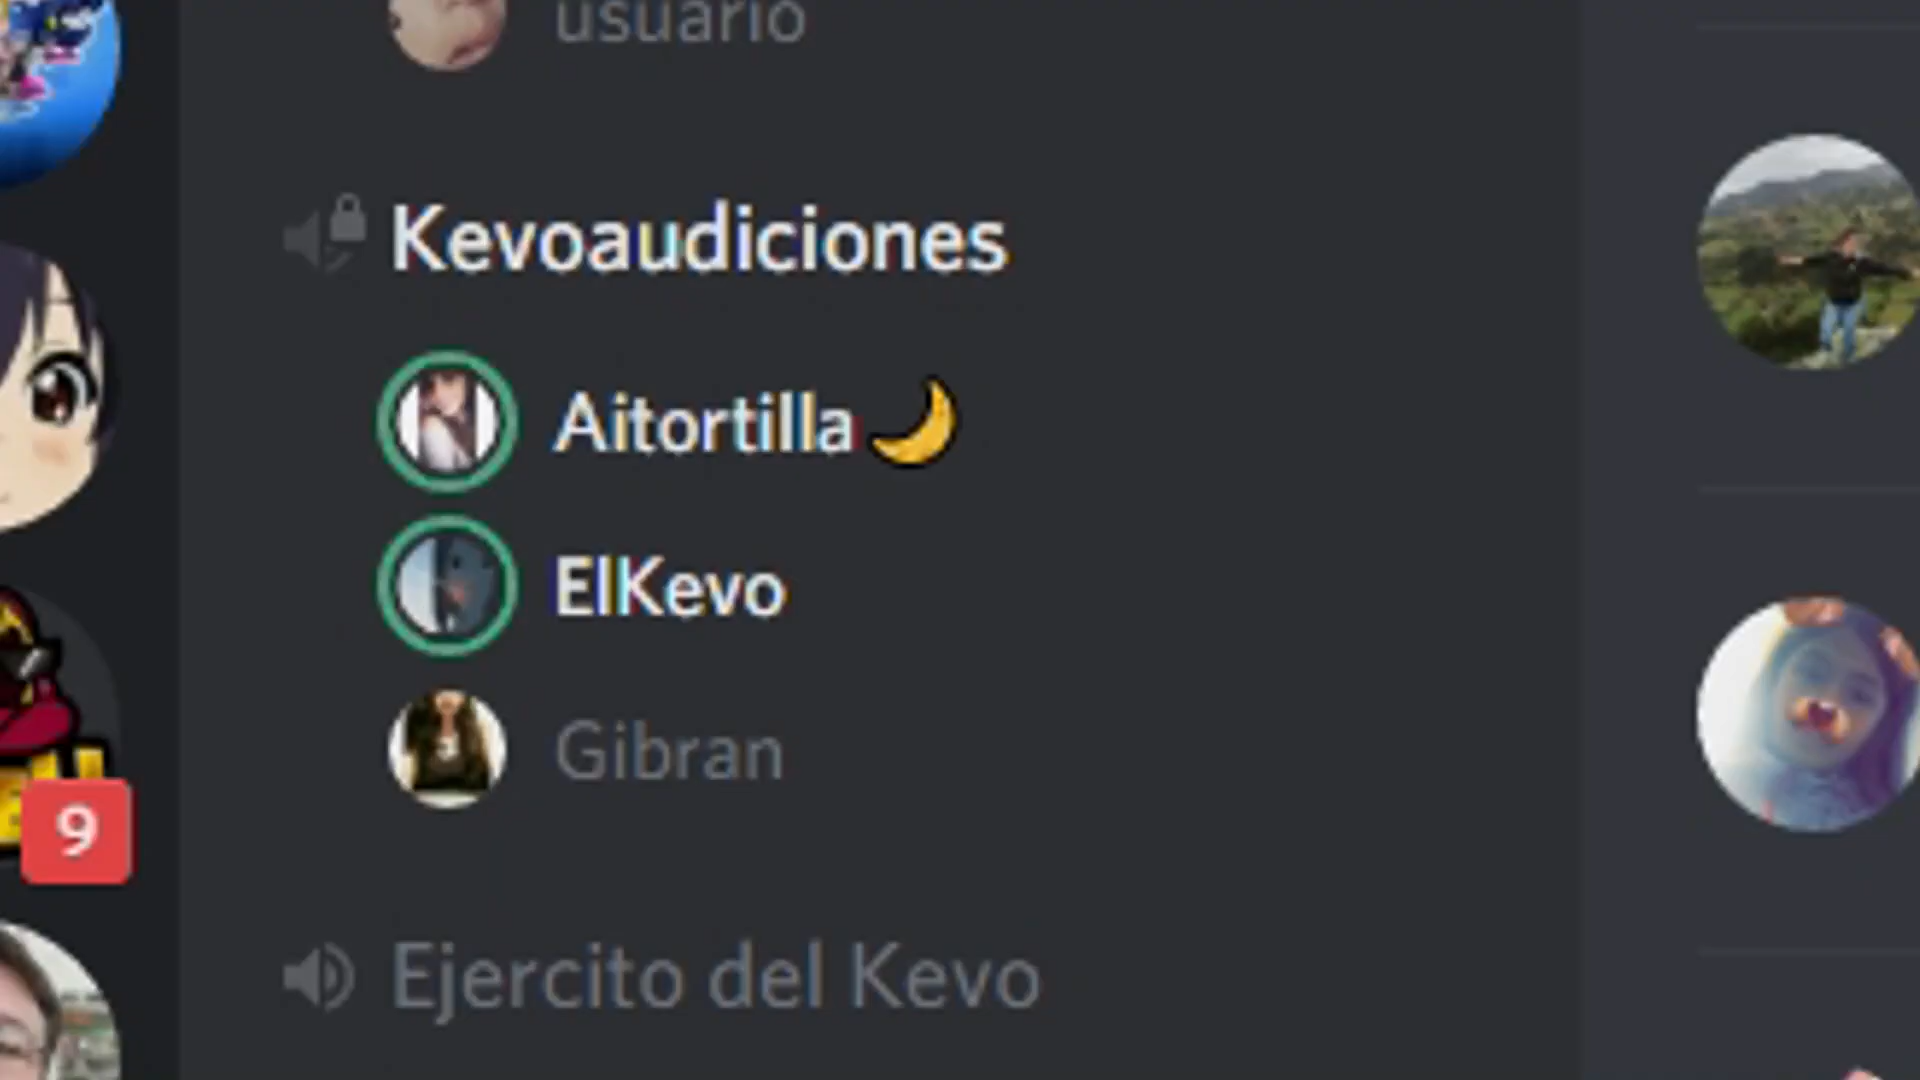 usuario
Kevoaudiciones
Aitortilla🌙
ElKevo
Gibran
9
Ejercito del Kevo